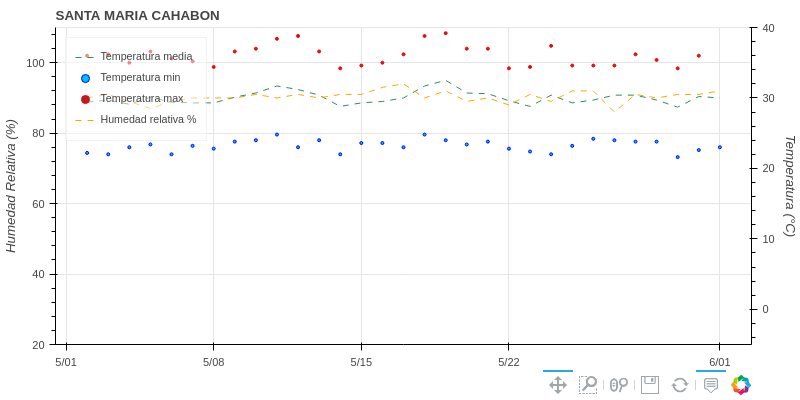 SANTA MARIA CAHABON
Temperatura media
Temperatura min
Temperatura max
Humedad relativa %
Humedad Relativa (%)
100
80
60
40
20
Temperatura (°C)
40
30
20
10
0
5/01
5/08
5/15
5/22
6/01